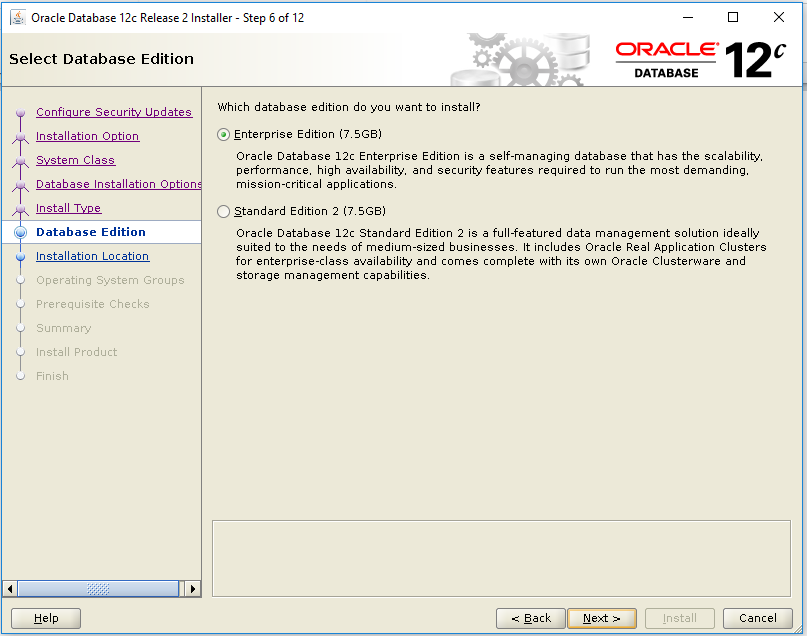 Oracle Database 12c Release 2 Installer - Step 6 of 12
Select Database Edition
ORACLE®
DATABASE
12c
Configure Security Updates
Installation Option
System Class
Database Installation Options
Install Type
Database Edition
Installation Location
Operating System Groups
Prerequisite Checks
Summary
Install Product
Finish
Which database edition do you want to install?
Enterprise Edition (7.5GB)
Oracle Database 12c Enterprise Edition is a self-managing database that has the scalability,
performance, high availability, and security features required to run the most demanding,
mission-critical applications.
Standard Edition 2 (7.5GB)
Oracle Database 12c Standard Edition 2 is a full-featured data management solution ideally
suited to the needs of medium-sized businesses. It includes Oracle Real Application Clusters
for enterprise-class availability and comes complete with its own Oracle Clusterware and
storage management capabilities.
Help
< Back
Next >
Install
Cancel